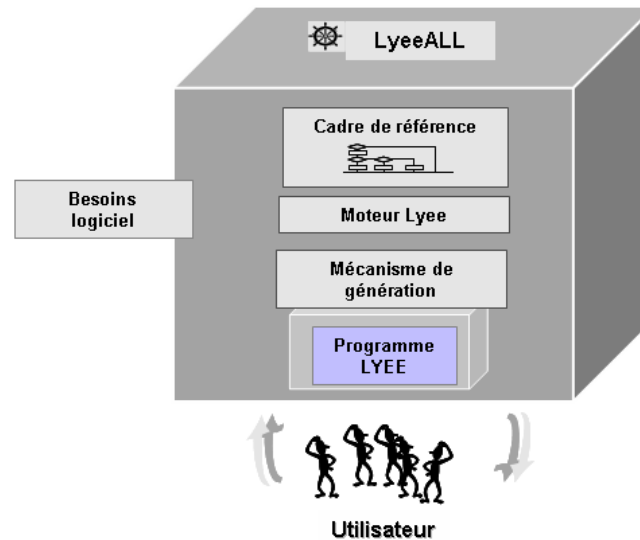 LyeeALL
Cadre de référence
Besoins
logiciel
Moteur Lyee
Mécanisme de
génération
Programme
LYEE
Utilisateur